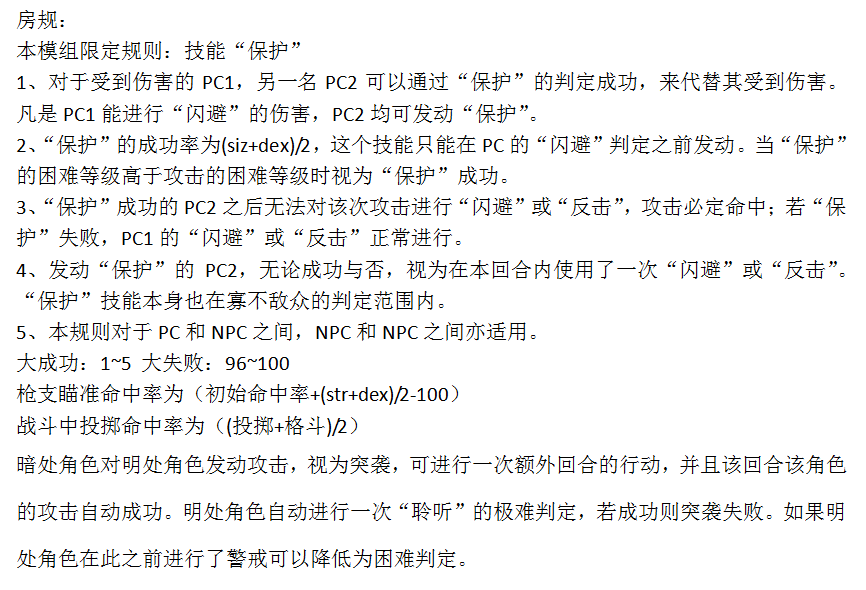 房规：
本模组限定规则：技能“保护”
1、对于受到伤害的 PC1，另一名 PC2 可以通过“保护”的判定成功，来代替其受到伤害。
凡是 PC1 能进行“闪避”的伤害，PC2 均可发动“保护”。
2、“保护”的成功率为(siz+dex)/2，这个技能只能在 PC 的“闪避”判定之前发动。当“保护”
的困难等级高于攻击的困难等级时视为“保护”成功。
3、“保护”成功的 PC2 之后无法对该次攻击进行“闪避”或“反击”，攻击必定命中；若“保
护”失败，PC1 的“闪避”或“反击”正常进行。
4、发动“保护”的 PC2，无论成功与否，视为在本回合内使用了一次“闪避”或“反击”。
“保护”技能本身也在寡不敌众的判定范围内。
5、本规则对于 PC 和 NPC 之间，NPC 和 NPC 之间亦适用。
大成功：1~5 大失败：96~100
枪支瞄准命中率为（初始命中率+(str+dex)/2-100）
战斗中投掷命中率为（(投掷+格斗)/2）
暗处角色对明处角色发动攻击，视为突袭，可进行一次额外回合的行动，并且该回合该角色
的攻击自动成功。明处角色自动进行一次“聆听”的极难判定，若成功则突袭失败。如果明
处角色在此之前进行了警戒可以降低为困难判定。